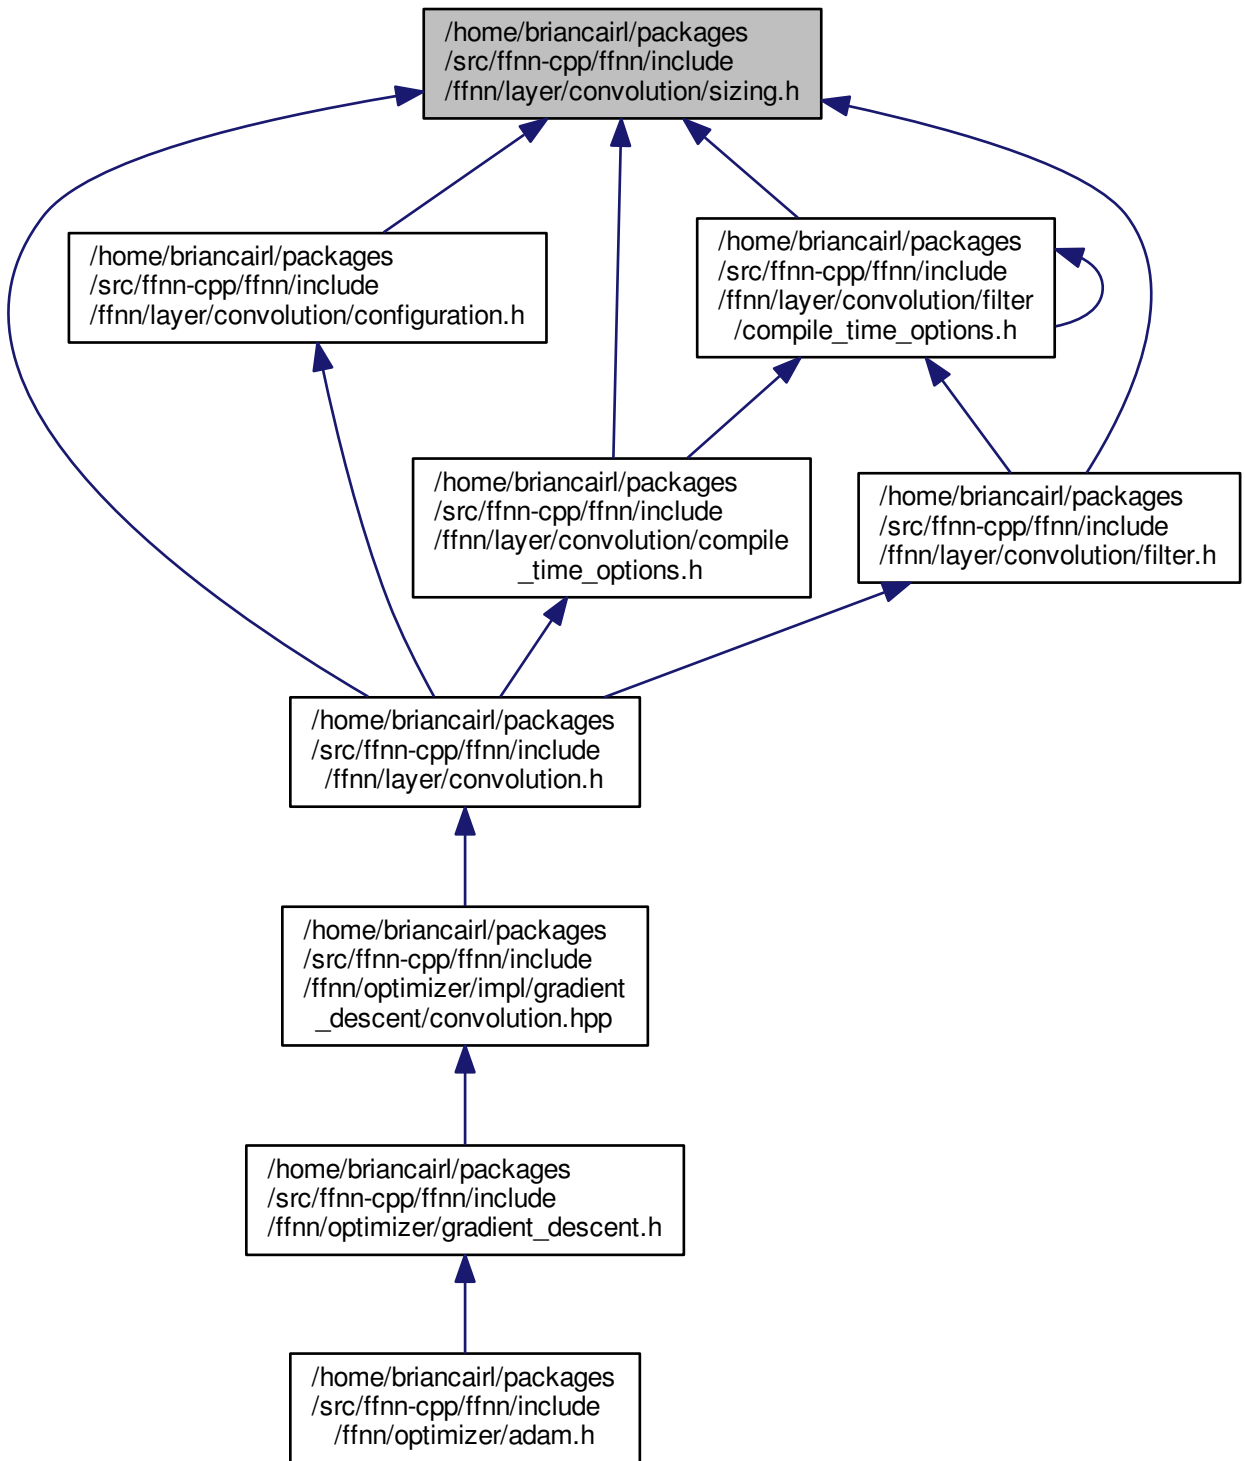 /home/briancairl/packages
/src/ffnn-cpp/ffnn/include
/ffnn/layer/convolution/sizing.h
/home/briancairl/packages
/src/ffnn-cpp/ffnn/include
/ffnn/layer/convolution/configuration.h
/home/briancairl/packages
/src/ffnn-cpp/ffnn/include
/ffnn/layer/convolution/filter
/compile_time_options.h
/home/briancairl/packages
/src/ffnn-cpp/ffnn/include
/ffnn/layer/convolution/compile
_time_options.h
/home/briancairl/packages
/src/ffnn-cpp/ffnn/include
/ffnn/layer/convolution/filter.h
/home/briancairl/packages
/src/ffnn-cpp/ffnn/include
/ffnn/layer/convolution.h
/home/briancairl/packages
/src/ffnn-cpp/ffnn/include
/ffnn/optimizer/impl/gradient
_descent/convolution.hpp
/home/briancairl/packages
/src/ffnn-cpp/ffnn/include
/ffnn/optimizer/gradient_descent.h
/home/briancairl/packages
/src/ffnn-cpp/ffnn/include
/ffnn/optimizer/adam.h